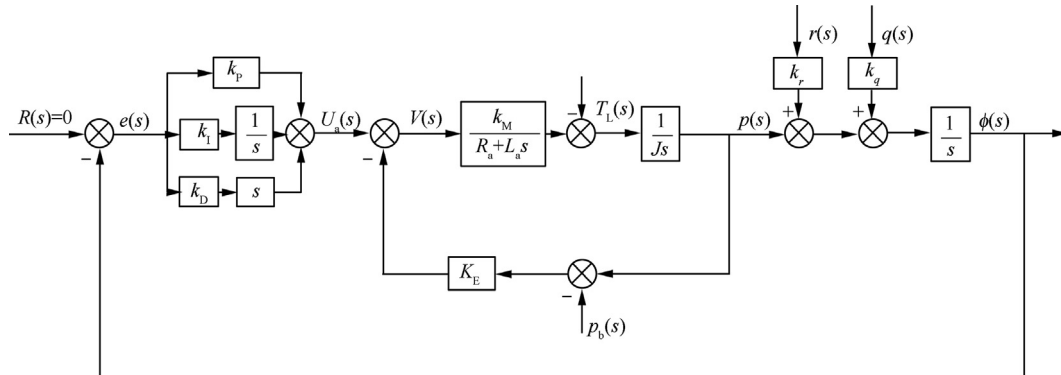 r(s)
q(s)
k_P
k_r
k_q
R(s)=0
e(s)
k_I
1/s
U_a(s)
V(s)
k_M/(R_a+L_a s)
T_L(s)
1/(Js)
p(s)
+
+
1/s
ϕ(s)
−
−
−
k_D
s
K_E
−
p_b(s)